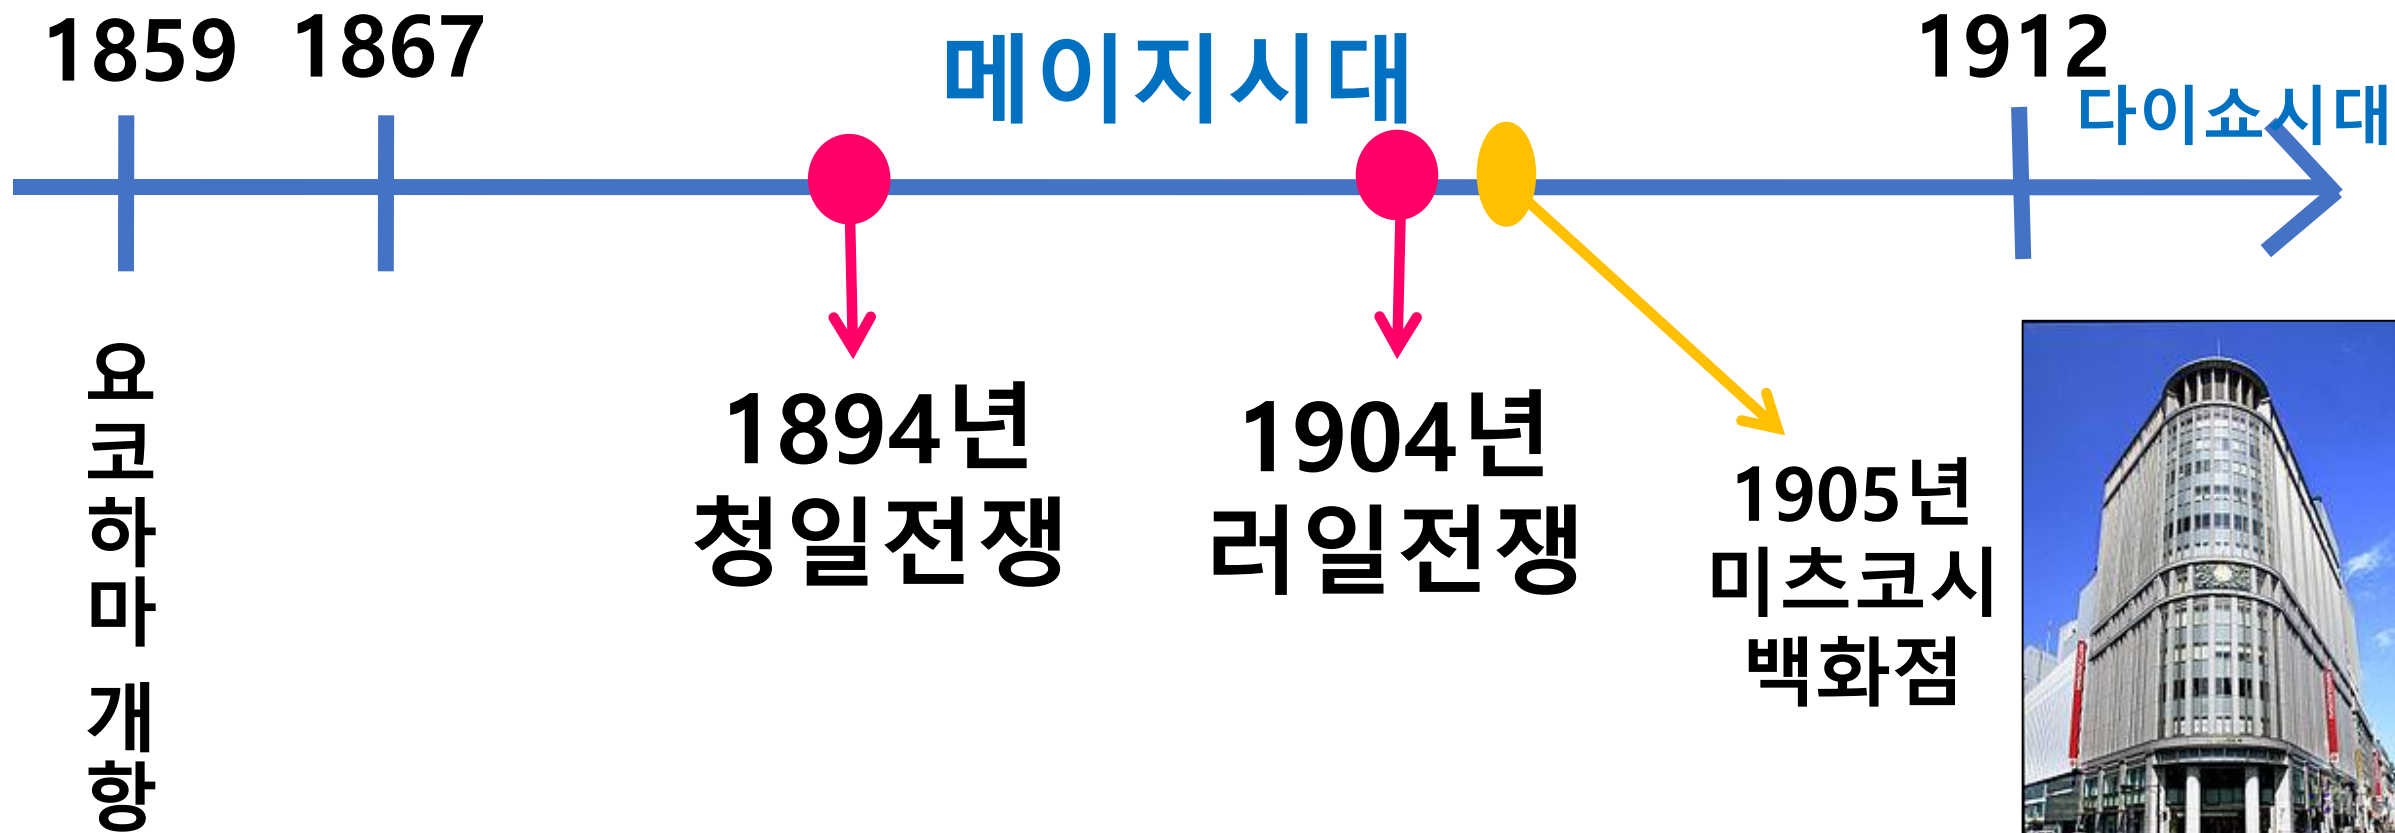 1859
1867
메이지시대
1912
다이쇼시대
요코하마 개항
1894년
청일전쟁
1904년
러일전쟁
1905년
미츠코시
백화점